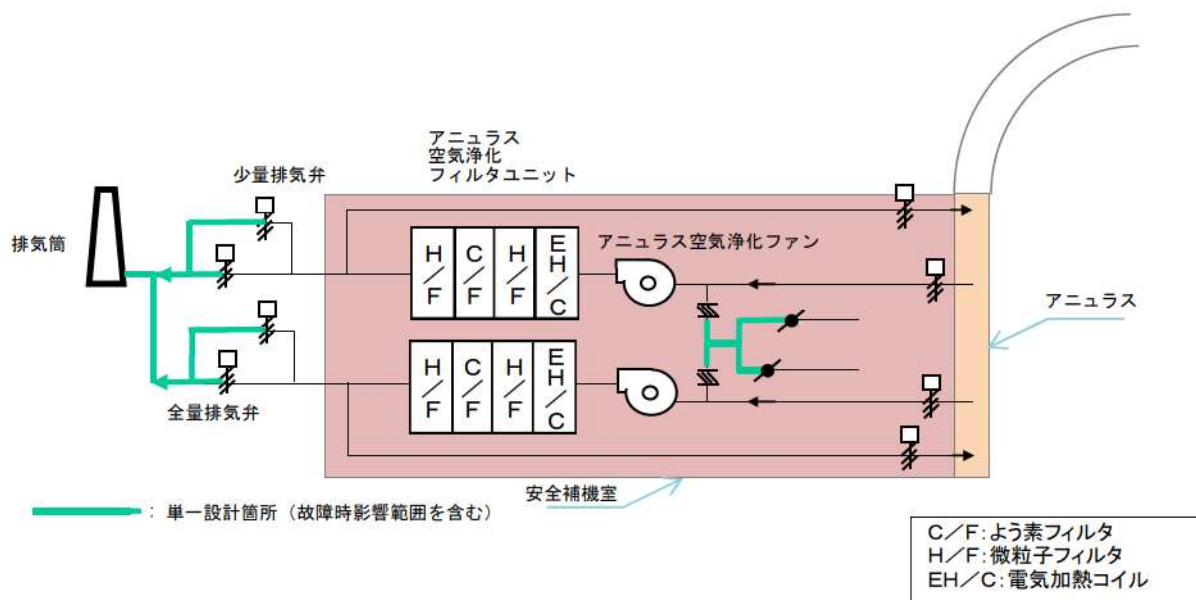 アニュラス
空気浄化
フィルタユニット
少量排気弁
排気筒
アニュラス空気浄化ファン
H/F
C/F
H/F
EH/C
アニュラス
H/F
C/F
H/F
EH/C
全量排気弁
安全補機室
：単一設計箇所（故障時影響範囲を含む）
C/F：よう素フィルタ
H/F：微粒子フィルタ
EH/C：電気加熱コイル